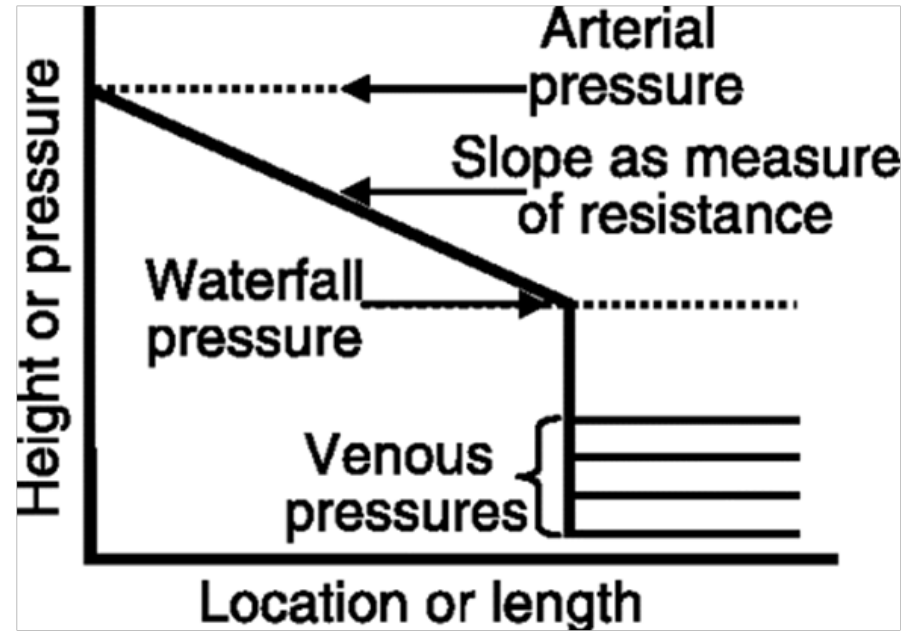 Arterial
pressure
Slope as measure
of resistance
Waterfall
pressure
Venous
pressures
Height or pressure
Location or length